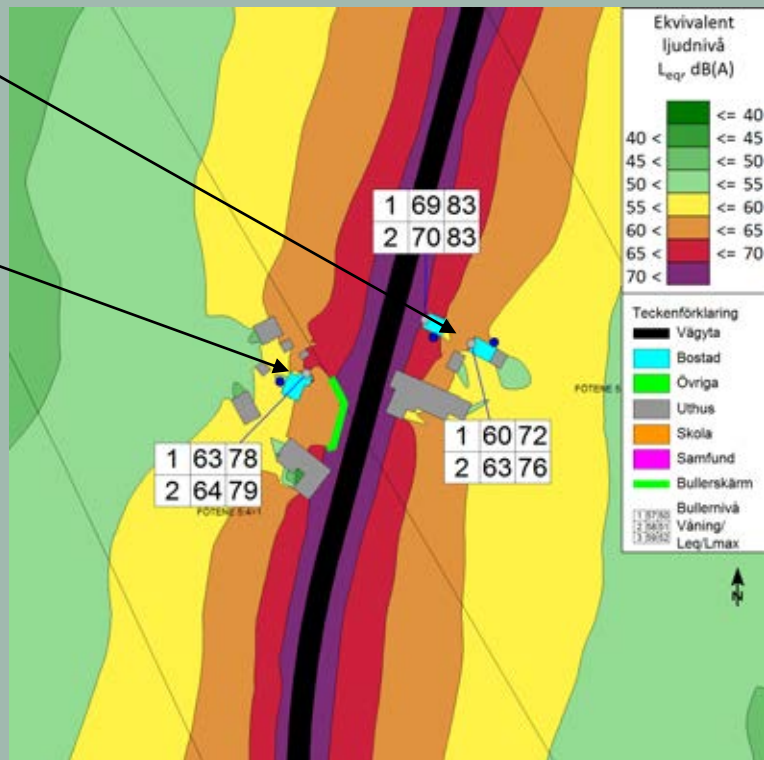 Ekvivalent
ljudnivå
Leq, dB(A)
<= 40
40 < <= 45
45 < <= 50
50 < <= 55
55 < <= 60
60 < <= 65
65 < <= 70
70 <
Teckenförklaring
Vägyta
Bostad
Övriga
Uthus
Skola
Samfund
Bullerskärm
Bullernivå
Våning/
Leq/Lmax
N
1 69 83
2 70 83
FÖTENE 5
1 60 72
2 63 76
1 63 78
2 64 79